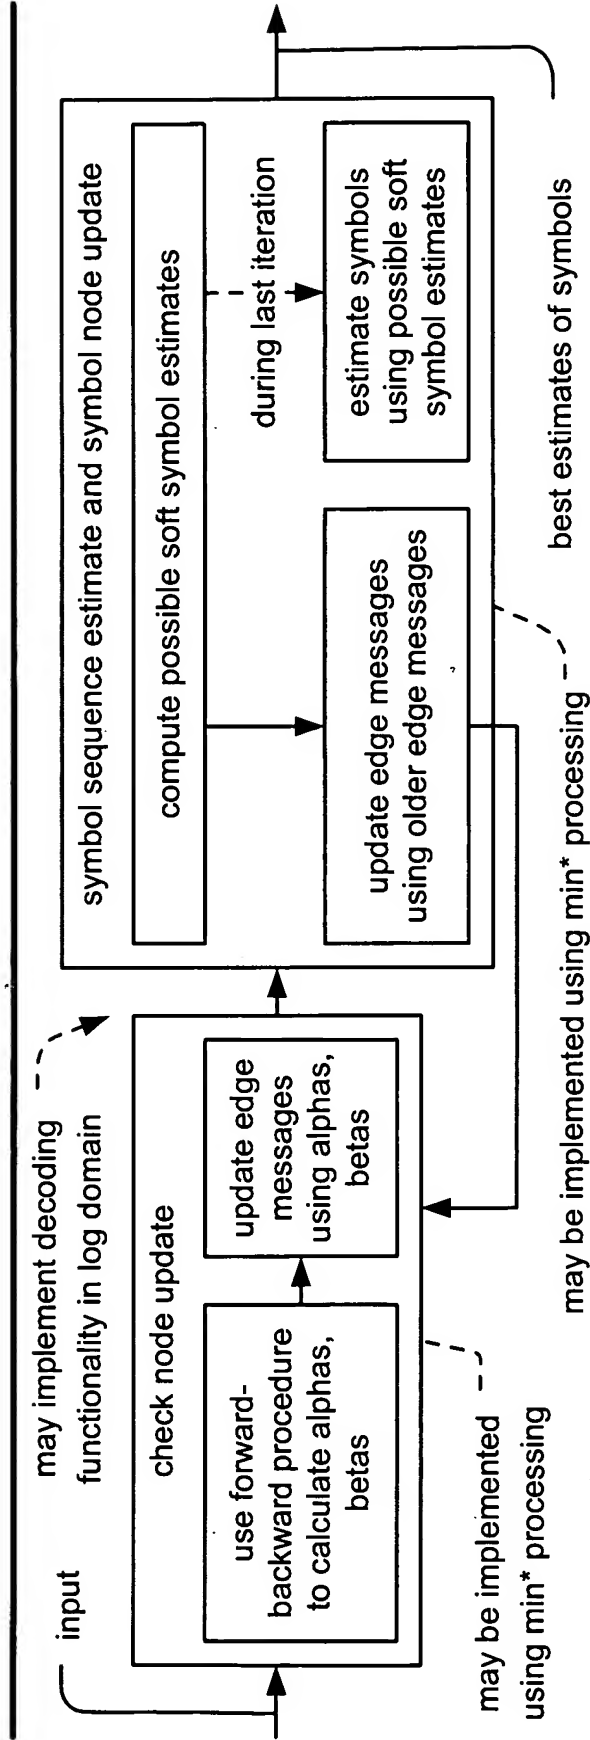 input
may implement decoding
functionality in log domain
check node update
use forward-
backward procedure
to calculate alphas,
betas
update edge
messages
using alphas,
betas
may be implemented
using min* processing
symbol sequence estimate and symbol node update
compute possible soft symbol estimates
during last iteration
update edge messages
using older edge messages
estimate symbols
using possible soft
symbol estimates
best estimates of symbols
may be implemented using min* processing